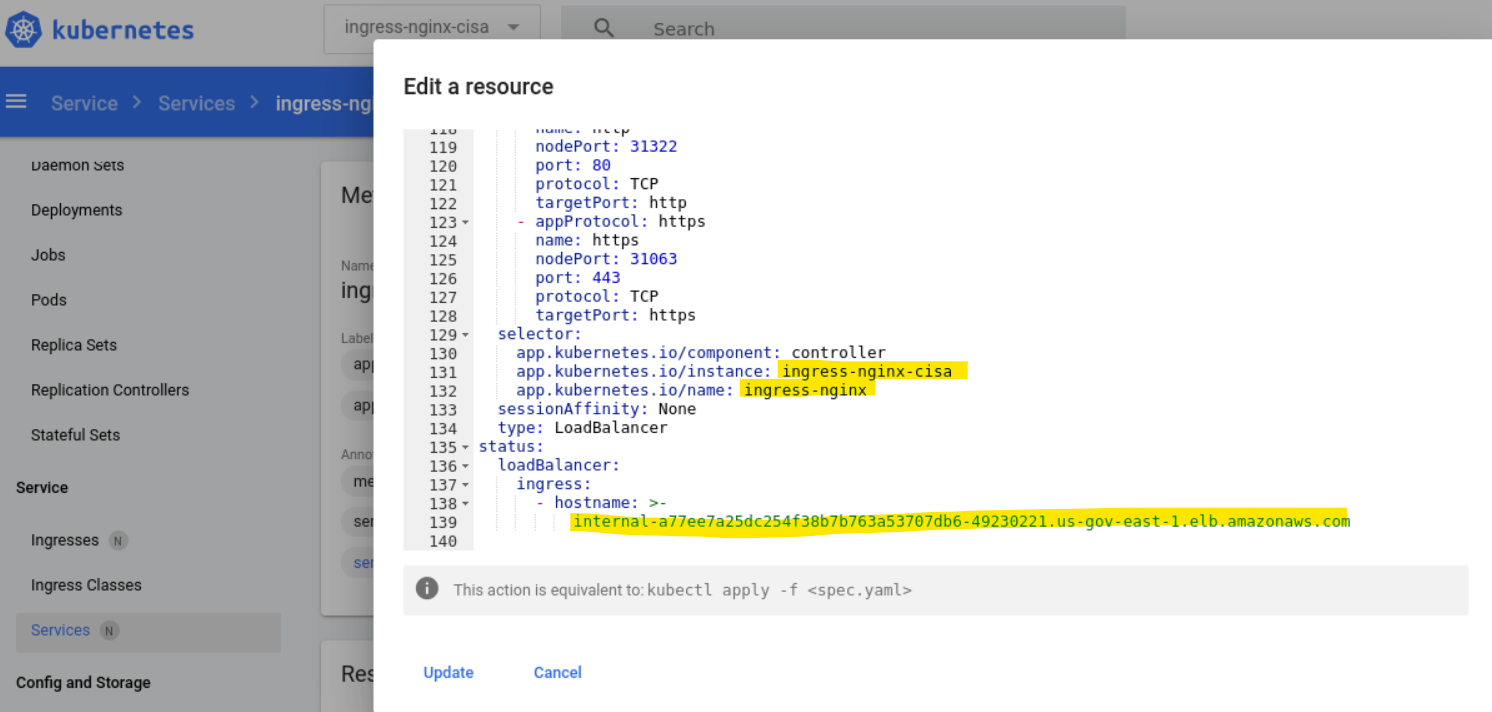 kubernetes
ingress-nginx-cisa
Search
Service > Services > ingress-ng
Daemon Sets
Deployments
Jobs
Pods
Replica Sets
Replication Controllers
Stateful Sets
Service
Ingresses N
Ingress Classes
Services N
Config and Storage
Me
Name
ing
Label
app
app
Anno
me
ser
ser
Res
Edit a resource
118 name: http
119 nodePort: 31322
120 port: 80
121 protocol: TCP
122 targetPort: http
123 - appProtocol: https
124 name: https
125 nodePort: 31063
126 port: 443
127 protocol: TCP
128 targetPort: https
129 selector:
130 app.kubernetes.io/component: controller
131 app.kubernetes.io/instance: ingress-nginx-cisa
132 app.kubernetes.io/name: ingress-nginx
133 sessionAffinity: None
134 type: LoadBalancer
135 status:
136 loadBalancer:
137 ingress:
138 - hostname: >-
139 internal-a77ee7a25dc254f38b7b763a53707db6-49230221.us-gov-east-1.elb.amazonaws.com
140
This action is equivalent to: kubectl apply -f <spec.yaml>
Update
Cancel